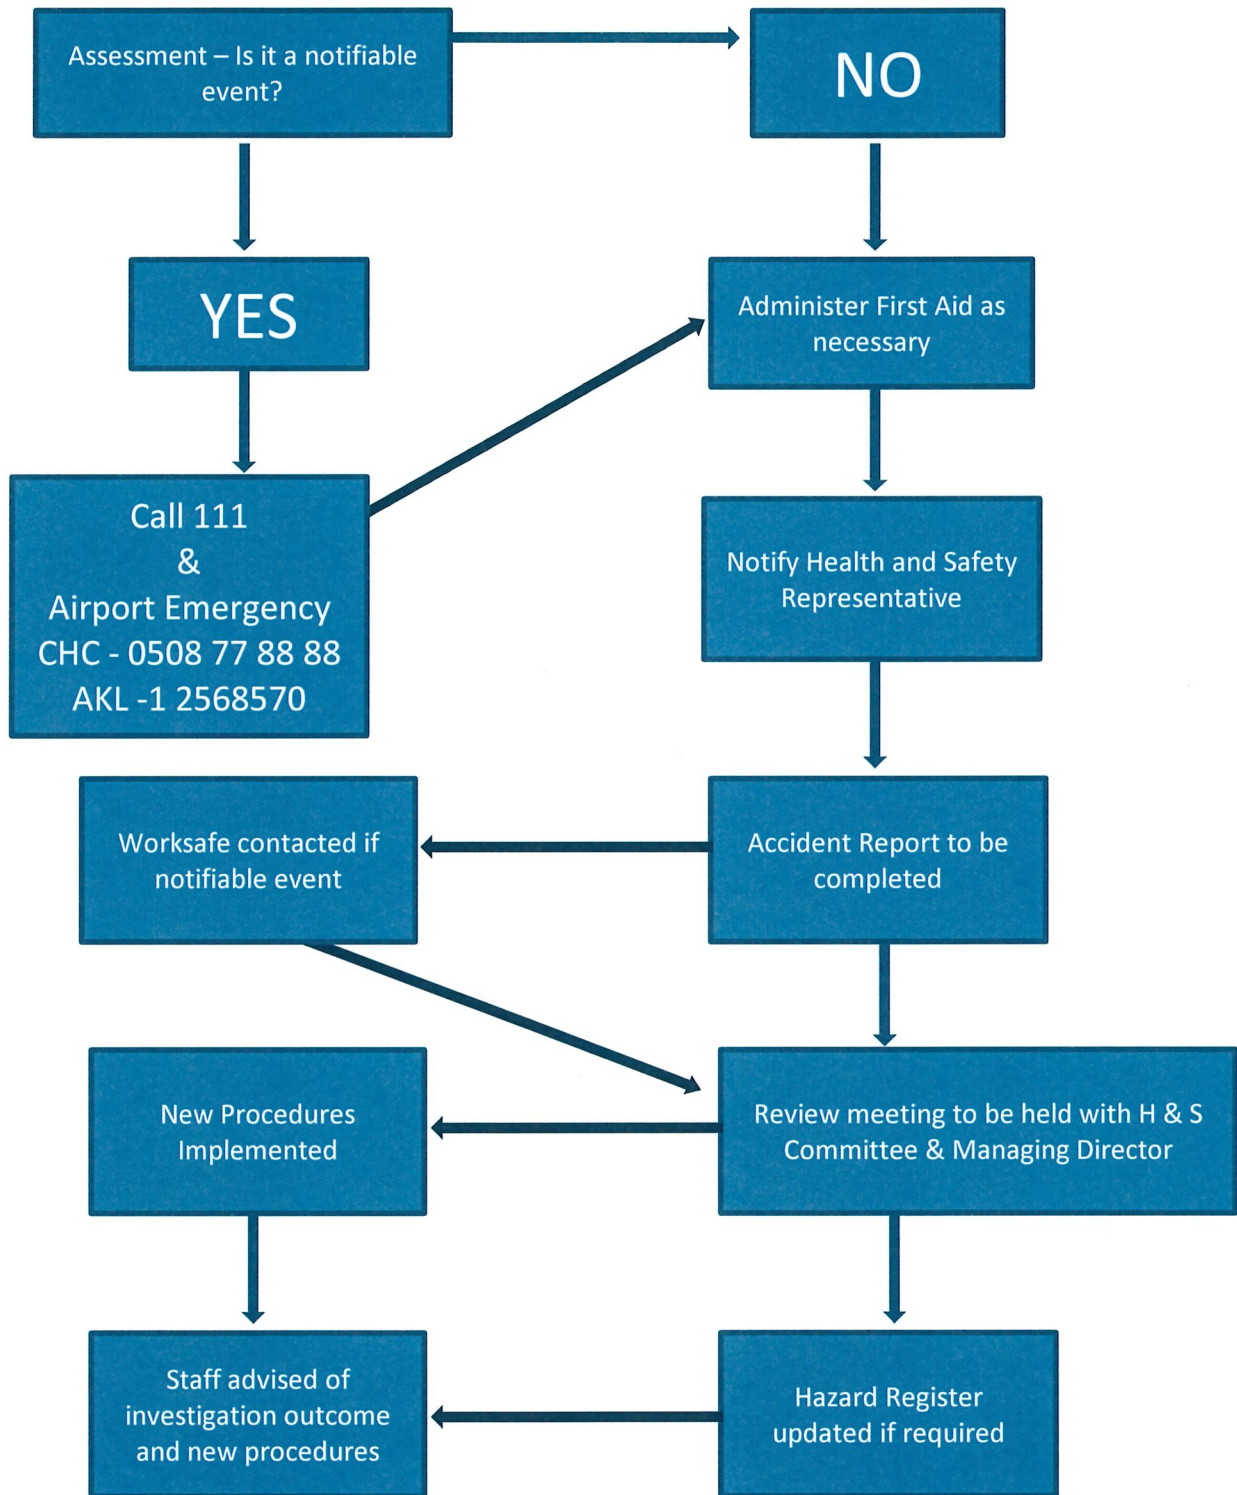 Assessment – Is it a notifiable
event?
NO
YES
Administer First Aid as
necessary
Call 111
&
Airport Emergency
CHC - 0508 77 88 88
AKL -1 2568570
Notify Health and Safety
Representative
Worksafe contacted if
notifiable event
Accident Report to be
completed
New Procedures
Implemented
Review meeting to be held with H & S
Committee & Managing Director
Staff advised of
investigation outcome
and new procedures
Hazard Register
updated if required